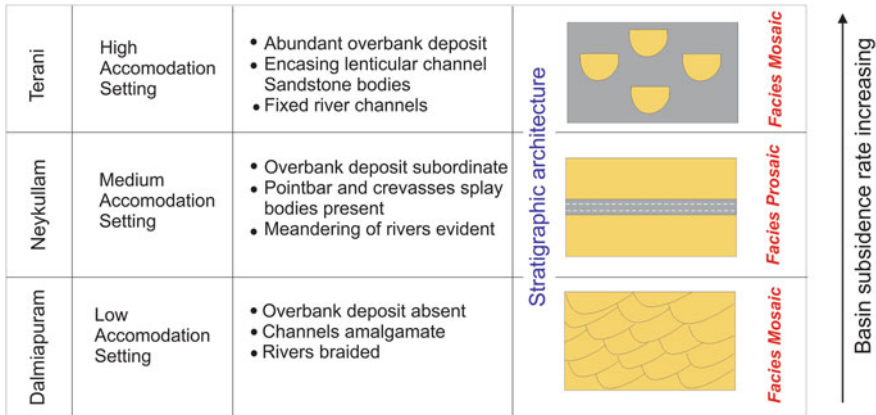 Terani
High
Accomodation
Setting
• Abundant overbank deposit
• Encasing lenticular channel
Sandstone bodies
• Fixed river channels
Facies Mosaic
Neykullam
Medium
Accomodation
Setting
• Overbank deposit subordinate
• Pointbar and crevasses splay
bodies present
• Meandering of rivers evident
Facies Prosaic
Dalmiapuram
Low
Accomodation
Setting
• Overbank deposit absent
• Channels amalgamate
• Rivers braided
Facies Mosaic
Stratigraphic architecture
Basin subsidence rate increasing